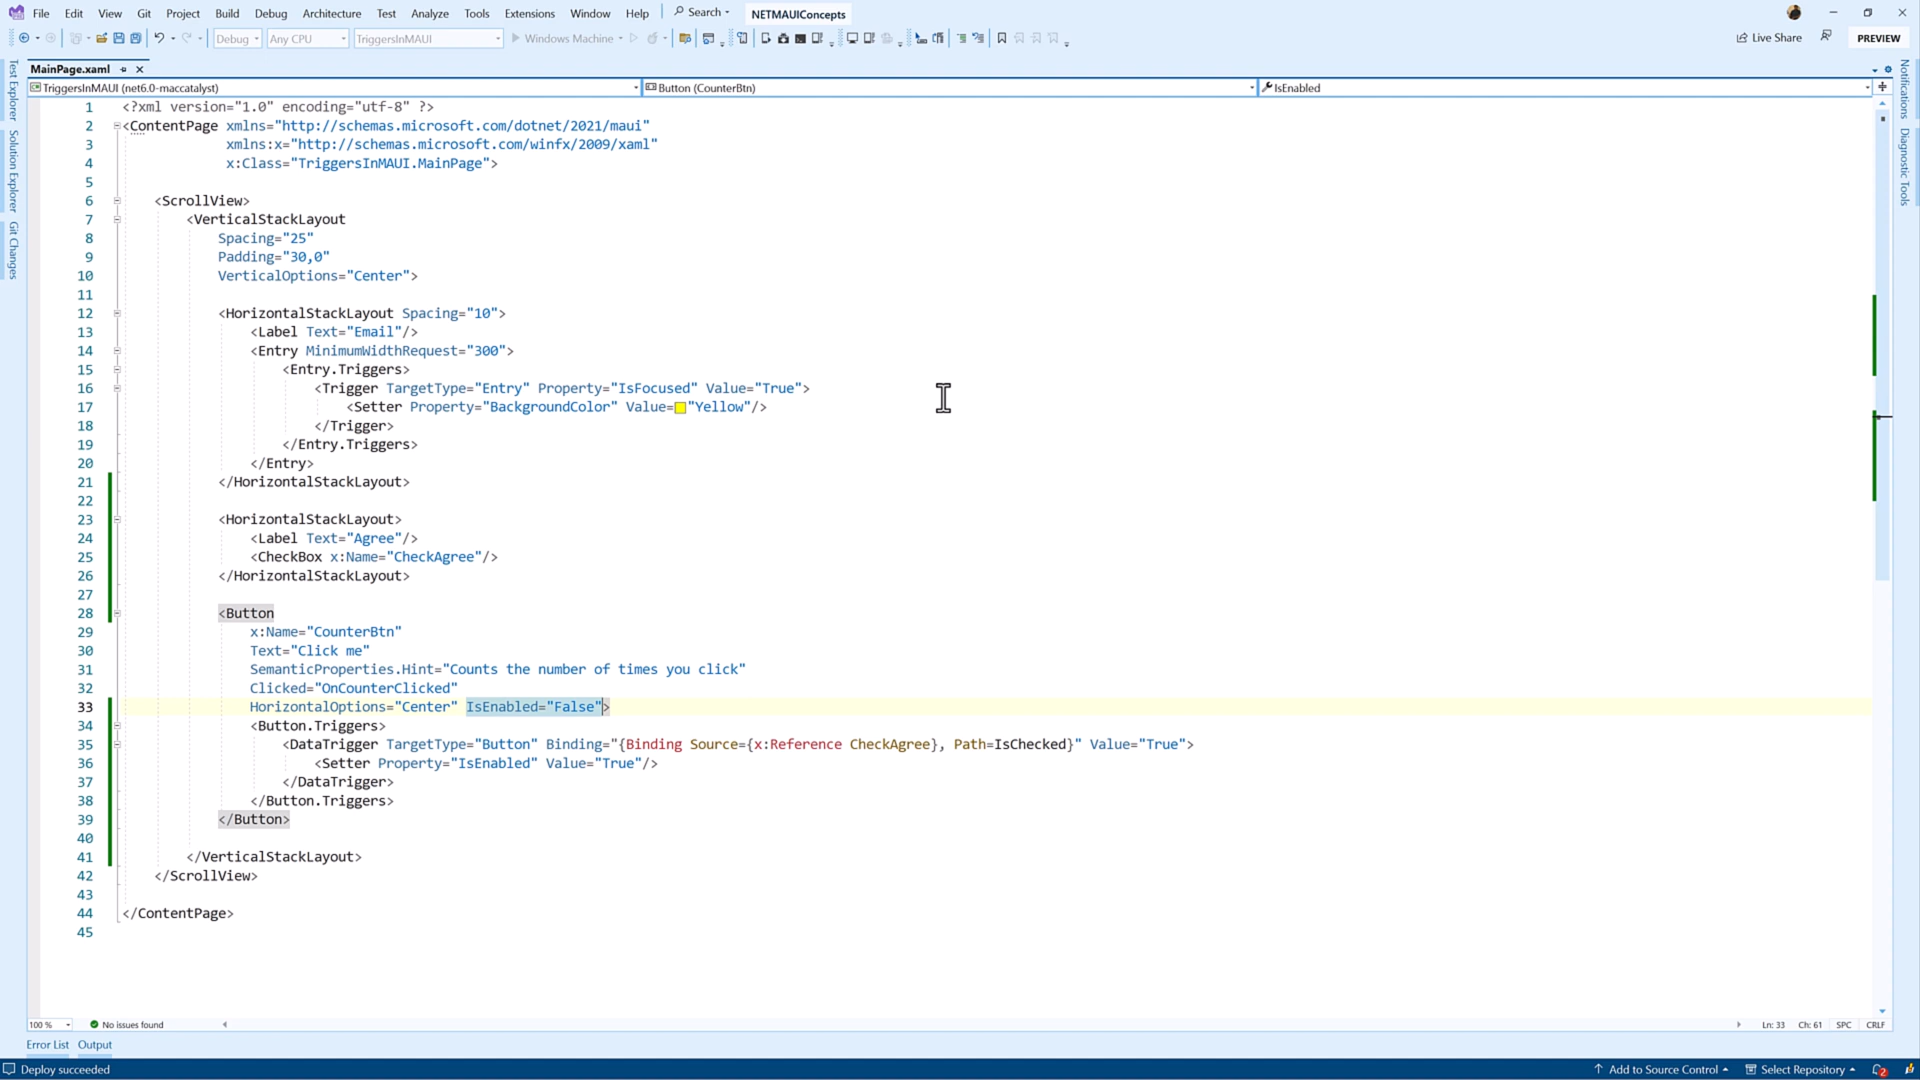 File Edit View Git Project Build Debug Architecture Test Analyze Tools Extensions Window Help Search NETMAUIConcepts
Debug Any CPU TriggersInMAUI Windows Machine Live Share PREVIEW
MainPage.xaml
TriggersInMAUI (net6.0-maccatalyst) Button (CounterBtn) IsEnabled
Test Explorer
Solution Explorer
Git Changes
Notifications
Diagnostic Tools
1 <?xml version="1.0" encoding="utf-8" ?>
2 <ContentPage xmlns="http://schemas.microsoft.com/dotnet/2021/maui"
3 xmlns:x="http://schemas.microsoft.com/winfx/2009/xaml"
4 x:Class="TriggersInMAUI.MainPage">
5
6 <ScrollView>
7 <VerticalStackLayout
8 Spacing="25"
9 Padding="30,0"
10 VerticalOptions="Center">
11
12 <HorizontalStackLayout Spacing="10">
13 <Label Text="Email"/>
14 <Entry MinimumWidthRequest="300">
15 <Entry.Triggers>
16 <Trigger TargetType="Entry" Property="IsFocused" Value="True">
17 <Setter Property="BackgroundColor" Value="Yellow"/>
18 </Trigger>
19 </Entry.Triggers>
20 </Entry>
21 </HorizontalStackLayout>
22
23 <HorizontalStackLayout>
24 <Label Text="Agree"/>
25 <CheckBox x:Name="CheckAgree"/>
26 </HorizontalStackLayout>
27
28 <Button
29 x:Name="CounterBtn"
30 Text="Click me"
31 SemanticProperties.Hint="Counts the number of times you click"
32 Clicked="OnCounterClicked"
33 HorizontalOptions="Center" IsEnabled="False">
34 <Button.Triggers>
35 <DataTrigger TargetType="Button" Binding="{Binding Source={x:Reference CheckAgree}, Path=IsChecked}" Value="True">
36 <Setter Property="IsEnabled" Value="True"/>
37 </DataTrigger>
38 </Button.Triggers>
39 </Button>
40
41 </VerticalStackLayout>
42 </ScrollView>
43
44 </ContentPage>
45
100 % No issues found Ln: 33 Ch: 61 SPC CRLF
Error List Output
Deploy succeeded Add to Source Control Select Repository 2